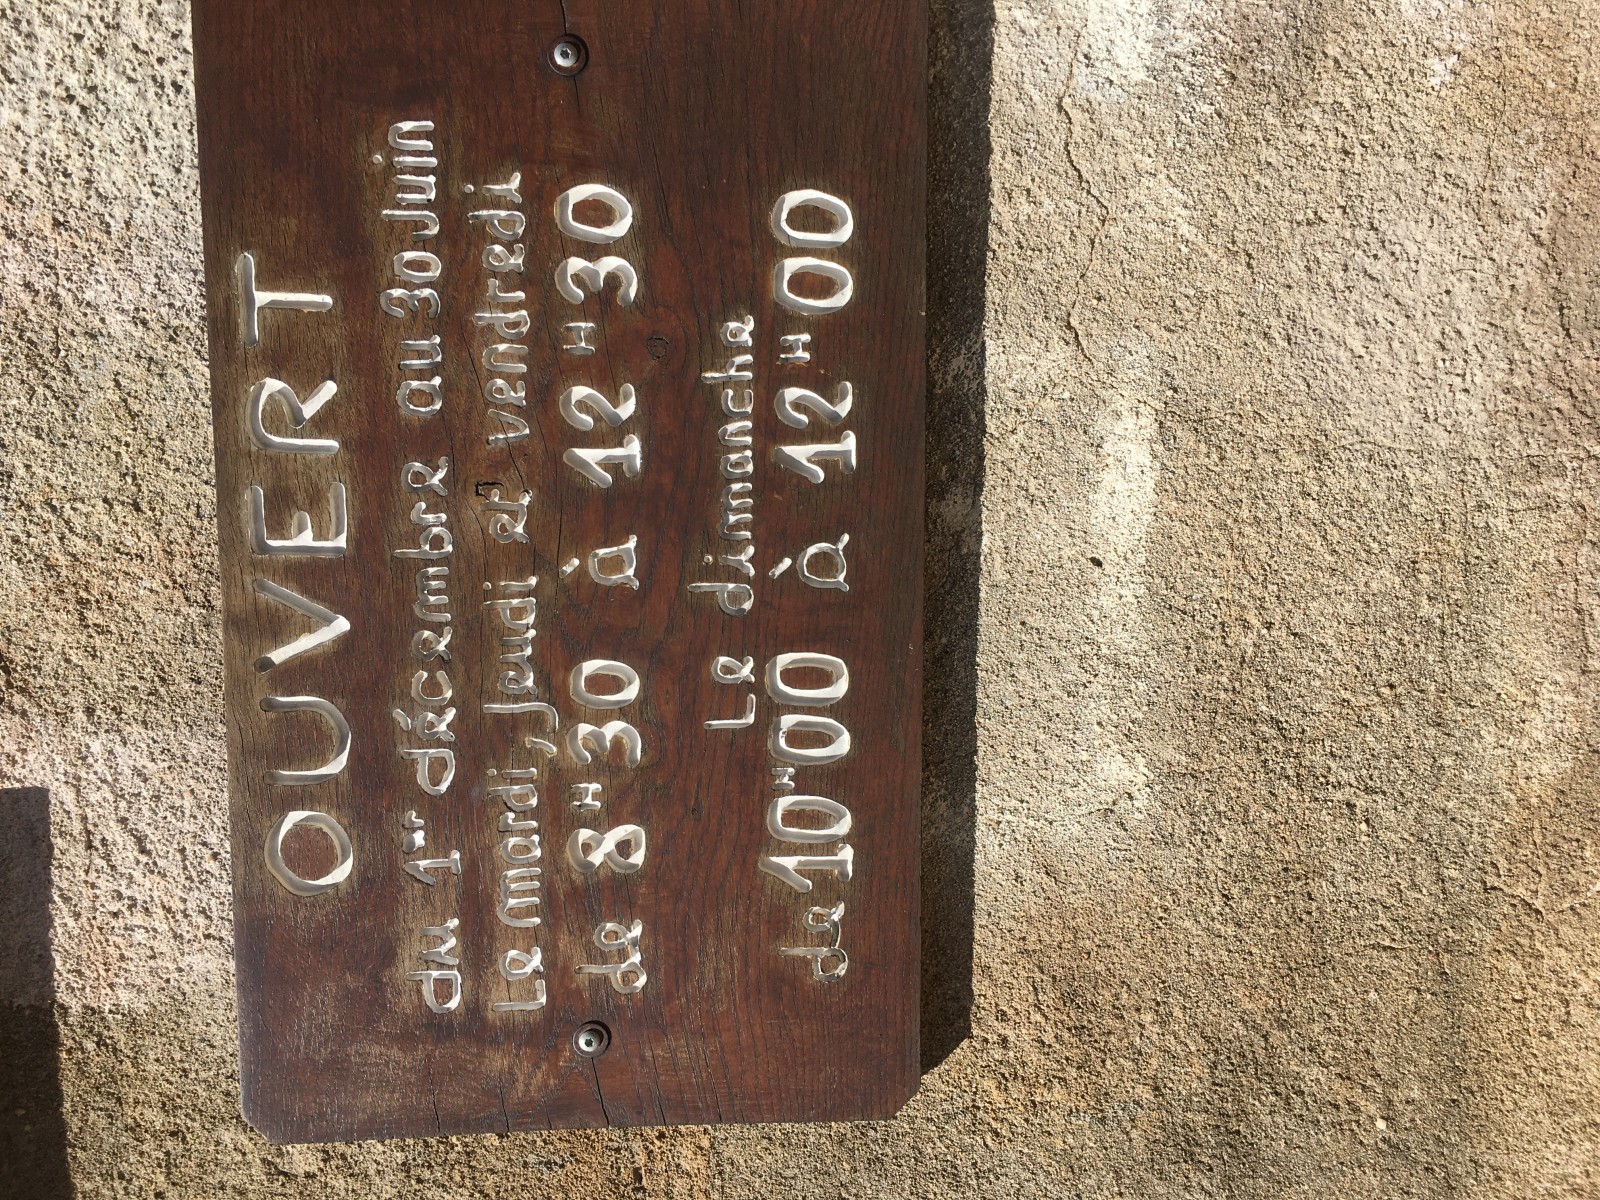 OUVERT
du 1er décembre au 30 Juin
Le mardi, Jeudi et vendredi
de 8H30 à 12H30
Le dimanche
de 10H00 à 12H00